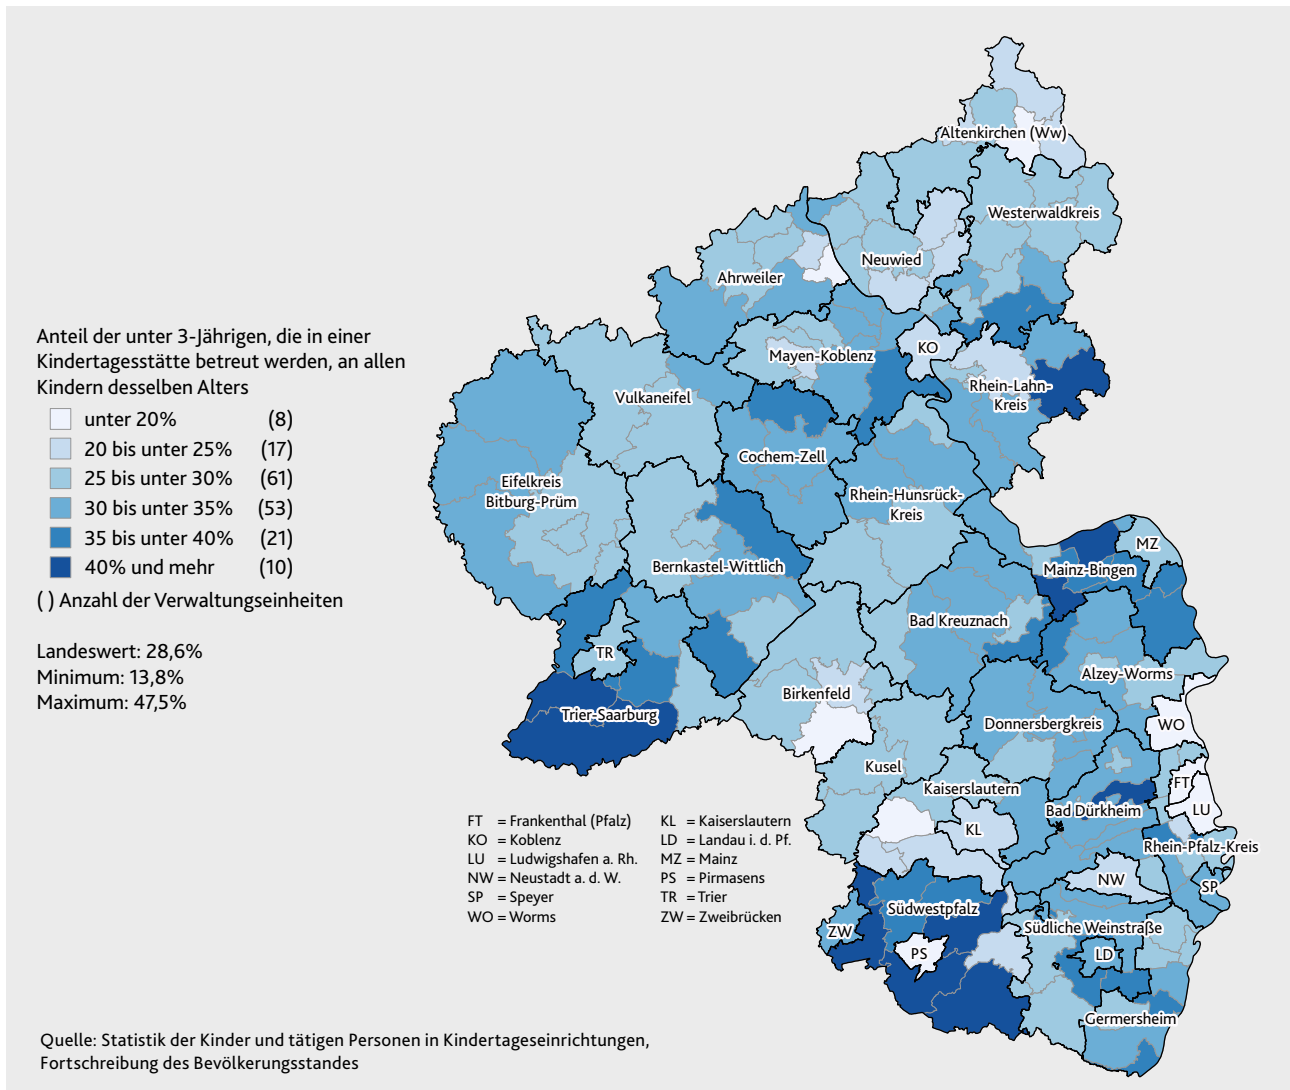 Altenkirchen (Ww)
Westerwaldkreis
Neuwied
Ahrweiler
Anteil der unter 3-Jährigen, die in einer
Kindertagesstätte betreut werden, an allen
Kindern desselben Alters
unter 20% (8)
20 bis unter 25% (17)
25 bis unter 30% (61)
30 bis unter 35% (53)
35 bis unter 40% (21)
40% und mehr (10)
( ) Anzahl der Verwaltungseinheiten
Landeswert: 28,6%
Minimum: 13,8%
Maximum: 47,5%
KO
Mayen-Koblenz
Rhein-Lahn-
Kreis
Vulkaneifel
Cochem-Zell
Eifelkreis
Bitburg-Prüm
Rhein-Hunsrück-
Kreis
MZ
Mainz-Bingen
Bernkastel-Wittlich
Bad Kreuznach
TR
Alzey-Worms
Birkenfeld
Trier-Saarburg
Donnersbergkreis
WO
Kusel
Kaiserslautern
FT
Bad Dürkheim
LU
KL
Rhein-Pfalz-Kreis
NW
SP
Südwestpfalz
Südliche Weinstraße
ZW
PS
LD
Germersheim
FT = Frankenthal (Pfalz)
KO = Koblenz
LU = Ludwigshafen a. Rh.
NW = Neustadt a. d. W.
SP = Speyer
WO = Worms
KL = Kaiserslautern
LD = Landau i. d. Pf.
MZ = Mainz
PS = Pirmasens
TR = Trier
ZW = Zweibrücken
Quelle: Statistik der Kinder und tätigen Personen in Kindertageseinrichtungen,
Fortschreibung des Bevölkerungsstandes